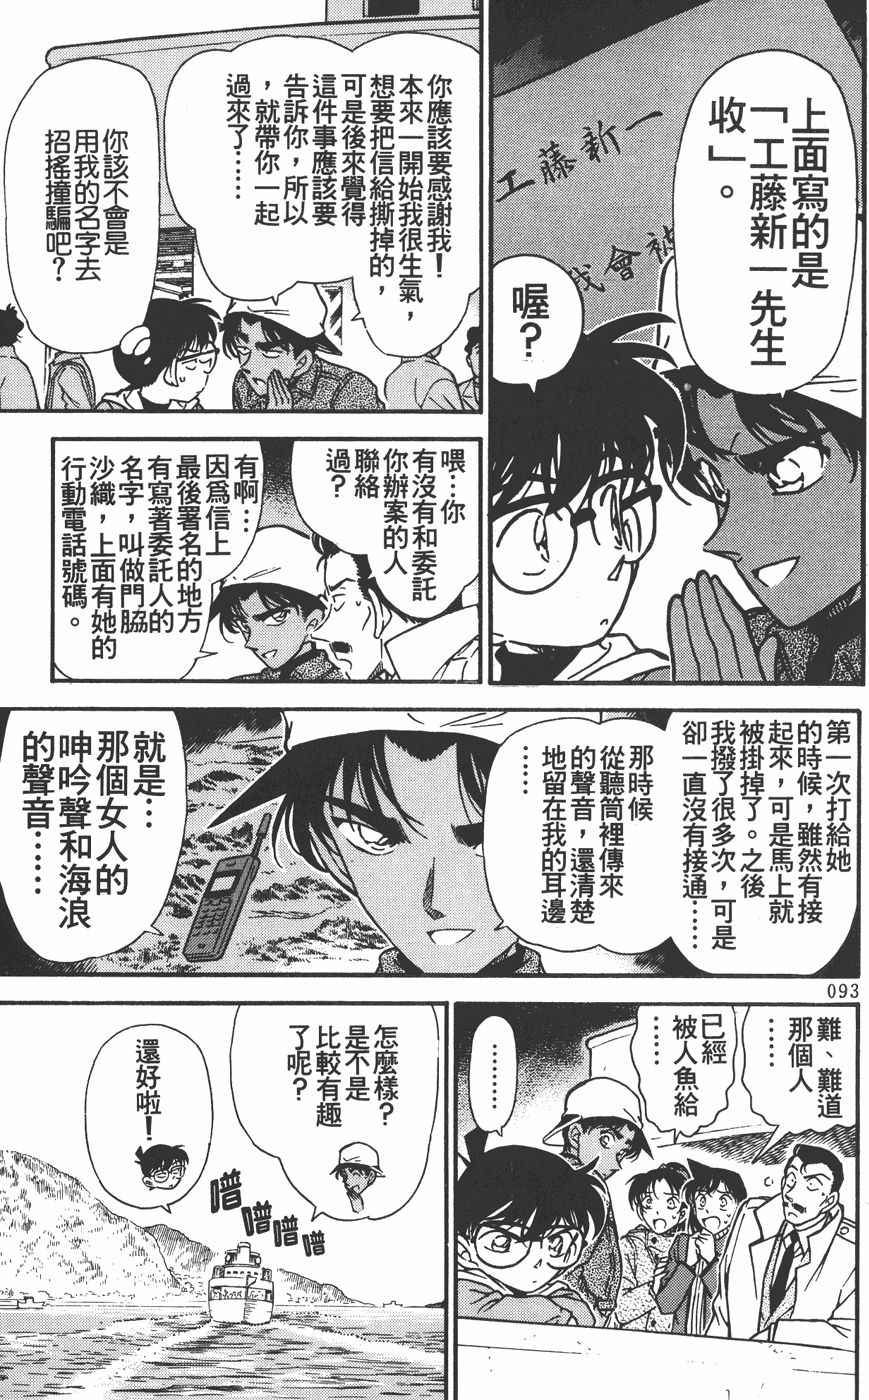 上面寫的是
「工藤新一先生
收」。
工藤新一
我會被
喔?
你應該要感謝我!
本來一開始我很生氣,
想要把信給撕掉的,
可是後來覺得
這件事應該要
告訴你,所以
,就帶你一起
過來了……
你該不會是
用我的名字去
招搖撞騙吧?
喂…你
有沒有和委託
你辦案的人
聯絡
過?
有啊…
因為信上
最後署名的地方
有寫著委託人的
名字,叫做門脇
沙織,上面有她的
行動電話號碼。
第一次打給她
的時候,雖然有接
起來,可是馬上就
被掛掉了。之後
我撥了很多次,可是
卻一直沒有接通……
那時候
從聽筒裡傳來
的聲音,還清楚
地留在我的耳邊
……
就是…
那個女人的
呻吟聲和海浪
的聲音……
093
難、難道
那個人
……
已經
被人魚給
……
………
怎麼樣?
是不是
比較有趣
了呢?
還好啦!
嚕嚕嚕嚕